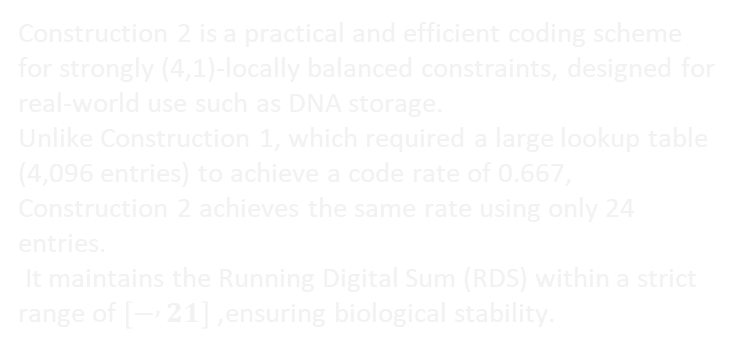 Construction 2 is a practical and efficient coding scheme
for strongly (4,1)-locally balanced constraints, designed for
real-world use such as DNA storage.
Unlike Construction 1, which required a large lookup table
(4,096 entries) to achieve a code rate of 0.667,
Construction 2 achieves the same rate using only 24
entries.
It maintains the Running Digital Sum (RDS) within a strict
range of [−, 21] ,ensuring biological stability.